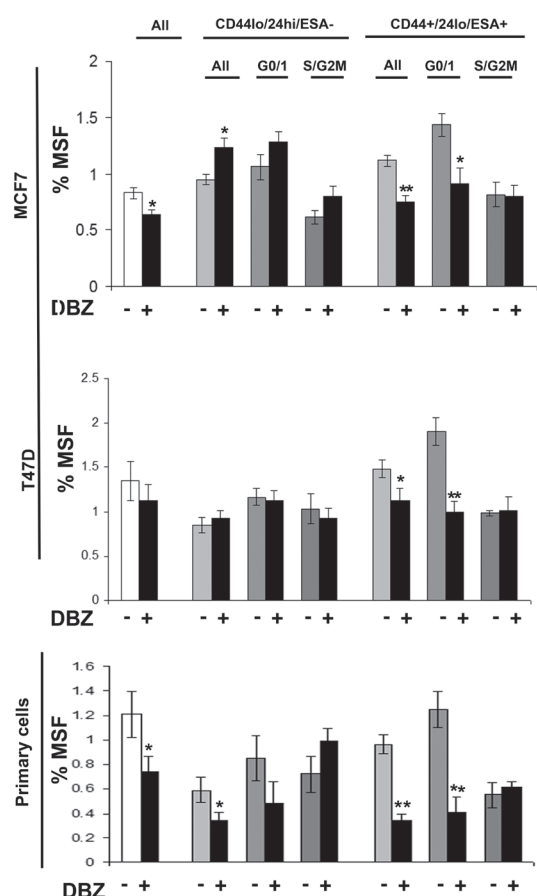 All CD44lo/24hi/ESA- CD44+/24lo/ESA+
All G0/1 S/G2M All G0/1 S/G2M
MCF7
% MSF
2
1.5
1
0.5
0
* * ** *
DBZ - + - + - + - + - + - + - +
T47D
% MSF
2.5
2
1.5
1
0.5
0
* **
DBZ - + - + - + - + - + - + - +
Primary cells
% MSF
1.6
1.4
1.2
1
0.8
0.6
0.4
0.2
0
* * ** **
DBZ - + - + - + - + - + - + - +